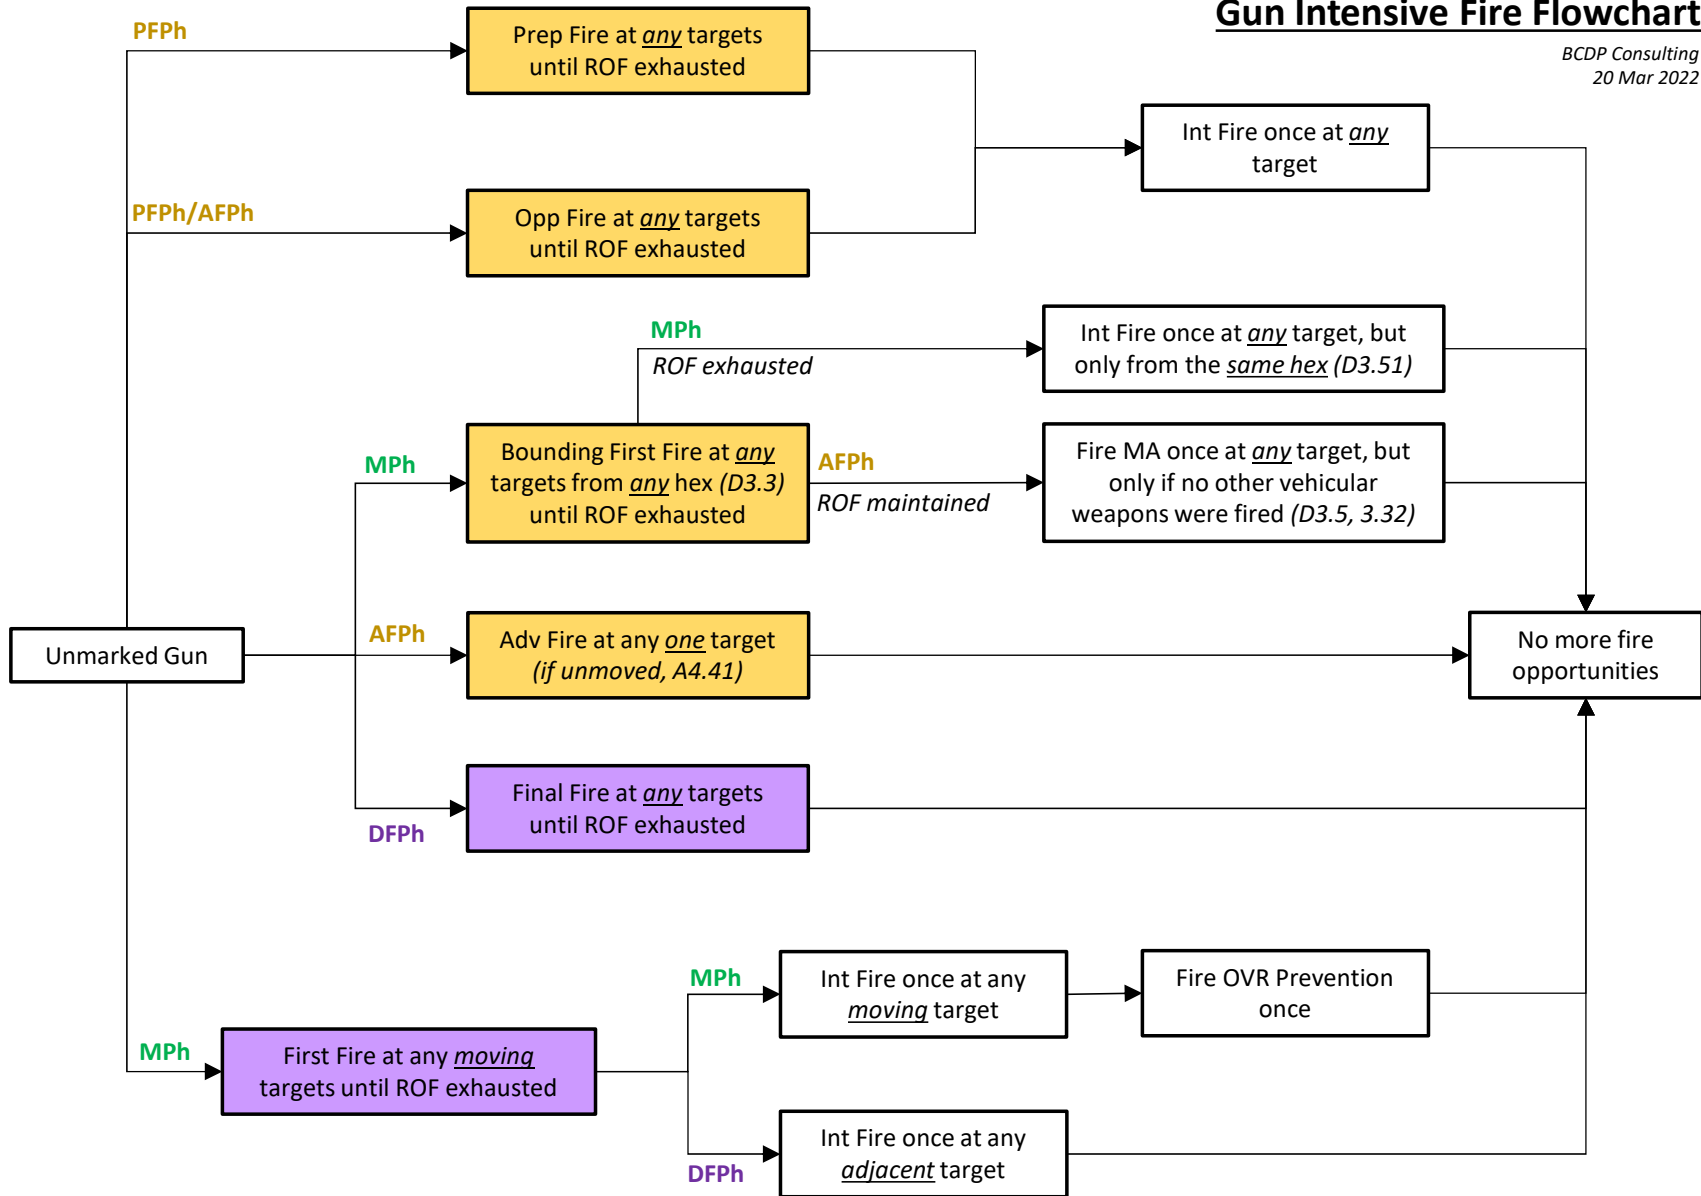 Gun Intensive Fire Flowchart
BCDP Consulting
20 Mar 2022
PFPh
Prep Fire at any targets
until ROF exhausted
Int Fire once at any
target
PFPh/AFPh
Opp Fire at any targets
until ROF exhausted
MPh
ROF exhausted
Int Fire once at any target, but
only from the same hex (D3.51)
MPh
Bounding First Fire at any
targets from any hex (D3.3)
until ROF exhausted
AFPh
ROF maintained
Fire MA once at any target, but
only if no other vehicular
weapons were fired (D3.5, 3.32)
Unmarked Gun
AFPh
Adv Fire at any one target
(if unmoved, A4.41)
No more fire
opportunities
DFPh
Final Fire at any targets
until ROF exhausted
MPh
First Fire at any moving
targets until ROF exhausted
MPh
Int Fire once at any
moving target
Fire OVR Prevention
once
DFPh
Int Fire once at any
adjacent target